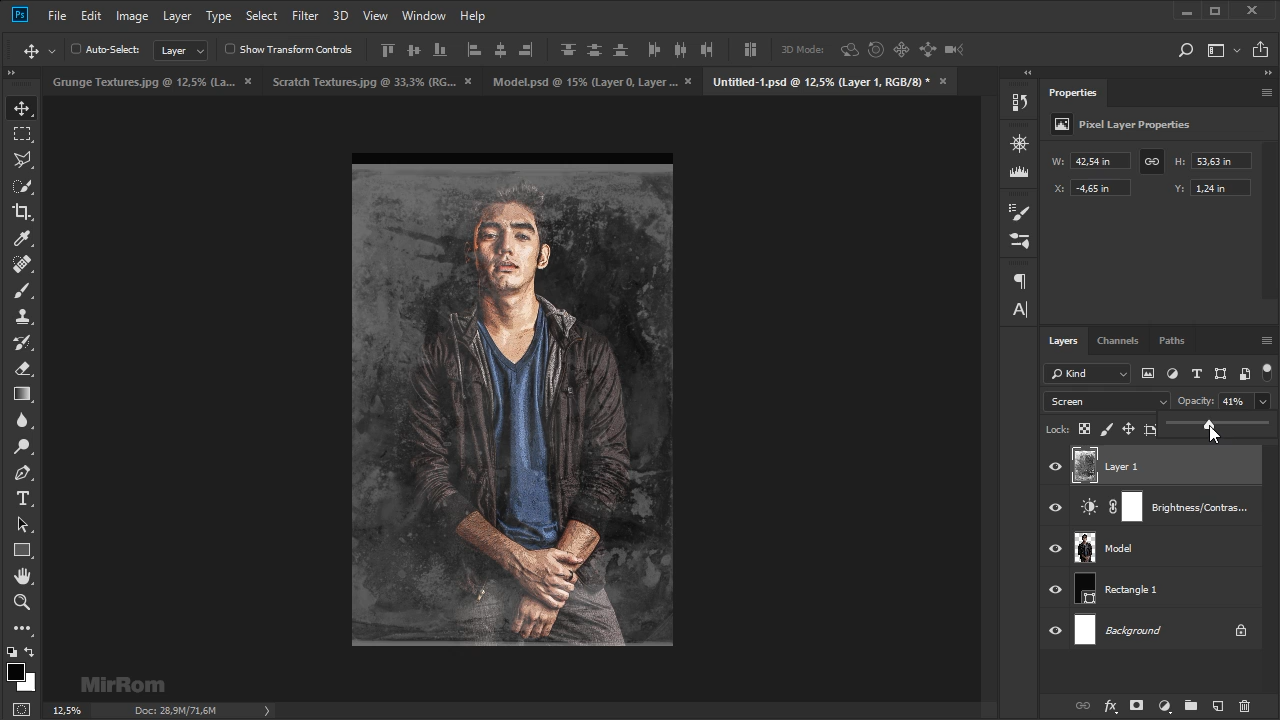 Ps File Edit Image Layer Type Select Filter 3D View Window Help
Auto-Select: Layer Show Transform Controls 3D Mode:
Grunge Textures.jpg @ 12,5% (La... × Scratch Textures.jpg @ 33,3% (RG... × Model.psd @ 15% (Layer 0, Layer ... × Untitled-1.psd @ 12,5% (Layer 1, RGB/8) * ×
Properties
Pixel Layer Properties
W: 42,54 in H: 53,63 in
X: -4,65 in Y: 1,24 in
Layers Channels Paths
Kind
Screen Opacity: 41%
Lock:
Layer 1
Brightness/Contras...
Model
Rectangle 1
Background
MirRom
12,5% Doc: 28,9M/71,6M